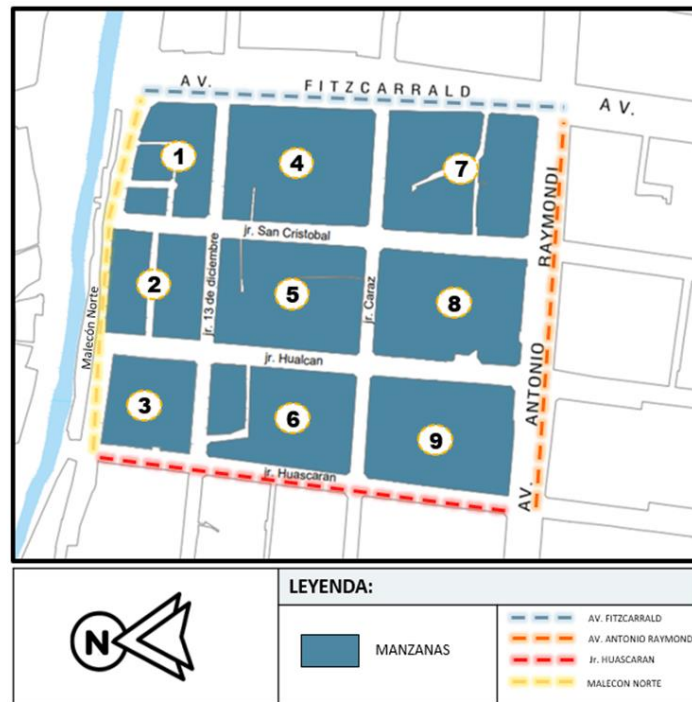 AV. FITZCARRALD AV.
1
4
7
RAYMONDI
jr. San Cristobal
Malecón Norte
2
jr. 13 de diciembre
5
jr. Caraz
8
jr. Hualcan
ANTONIO
3
6
9
jr. Huascaran
AV.
LEYENDA:
N
MANZANAS
AV. FITZCARRALD
AV. ANTONIO RAYMOND
Jr. HUASCARAN
MALECON NORTE